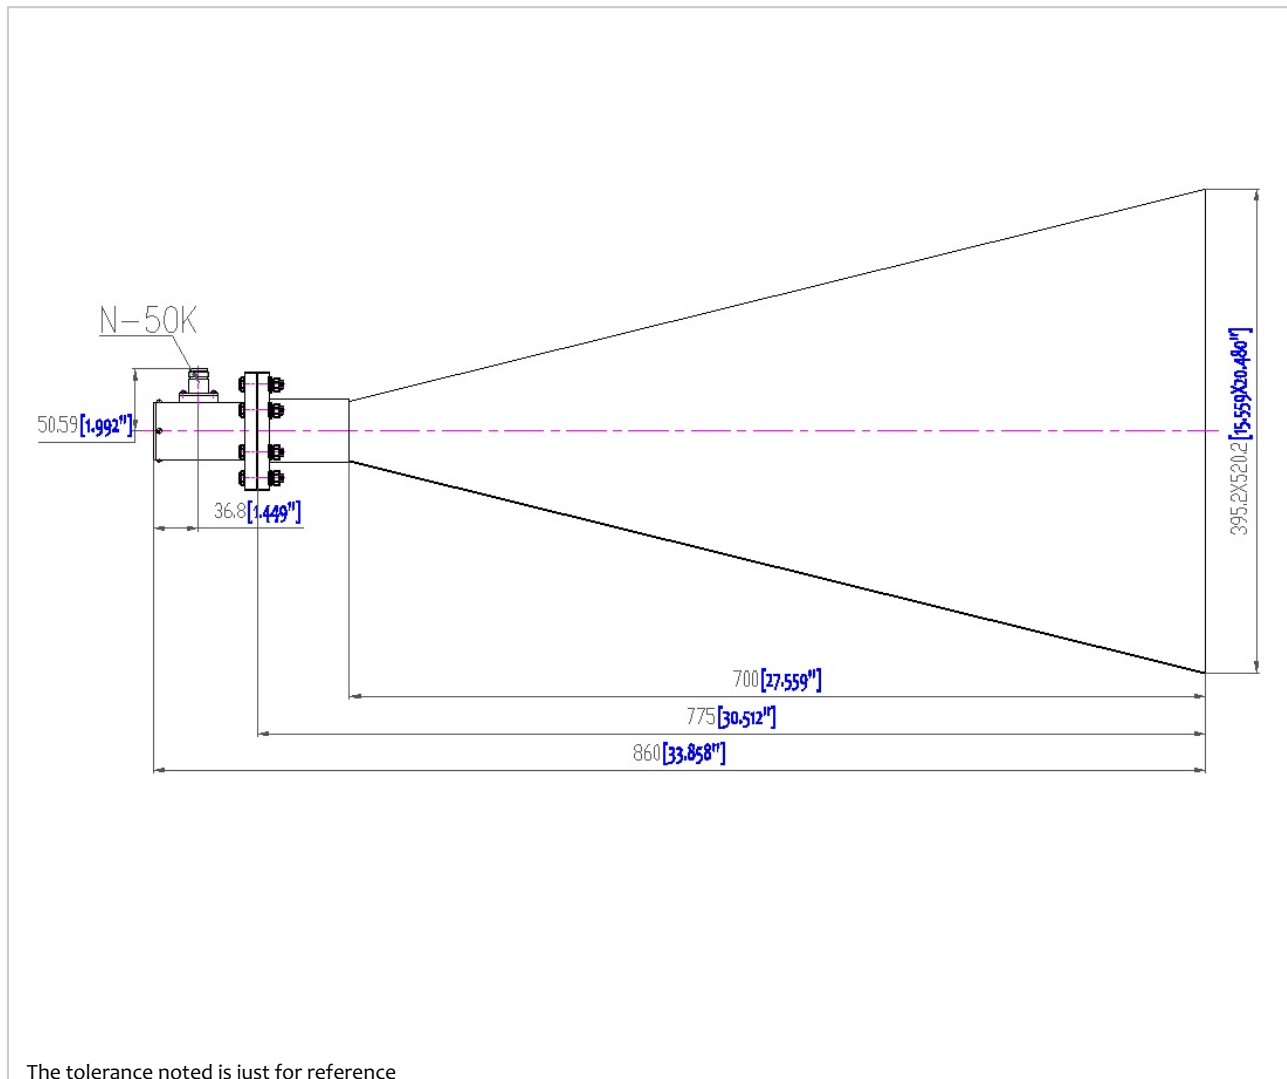 N-50K
50.59[1.992"]
36.8[1.449"]
395.2X520.2[15.559X20.480"]
700[27.559"]
775[30.512"]
860[33.858"]
The tolerance noted is just for reference